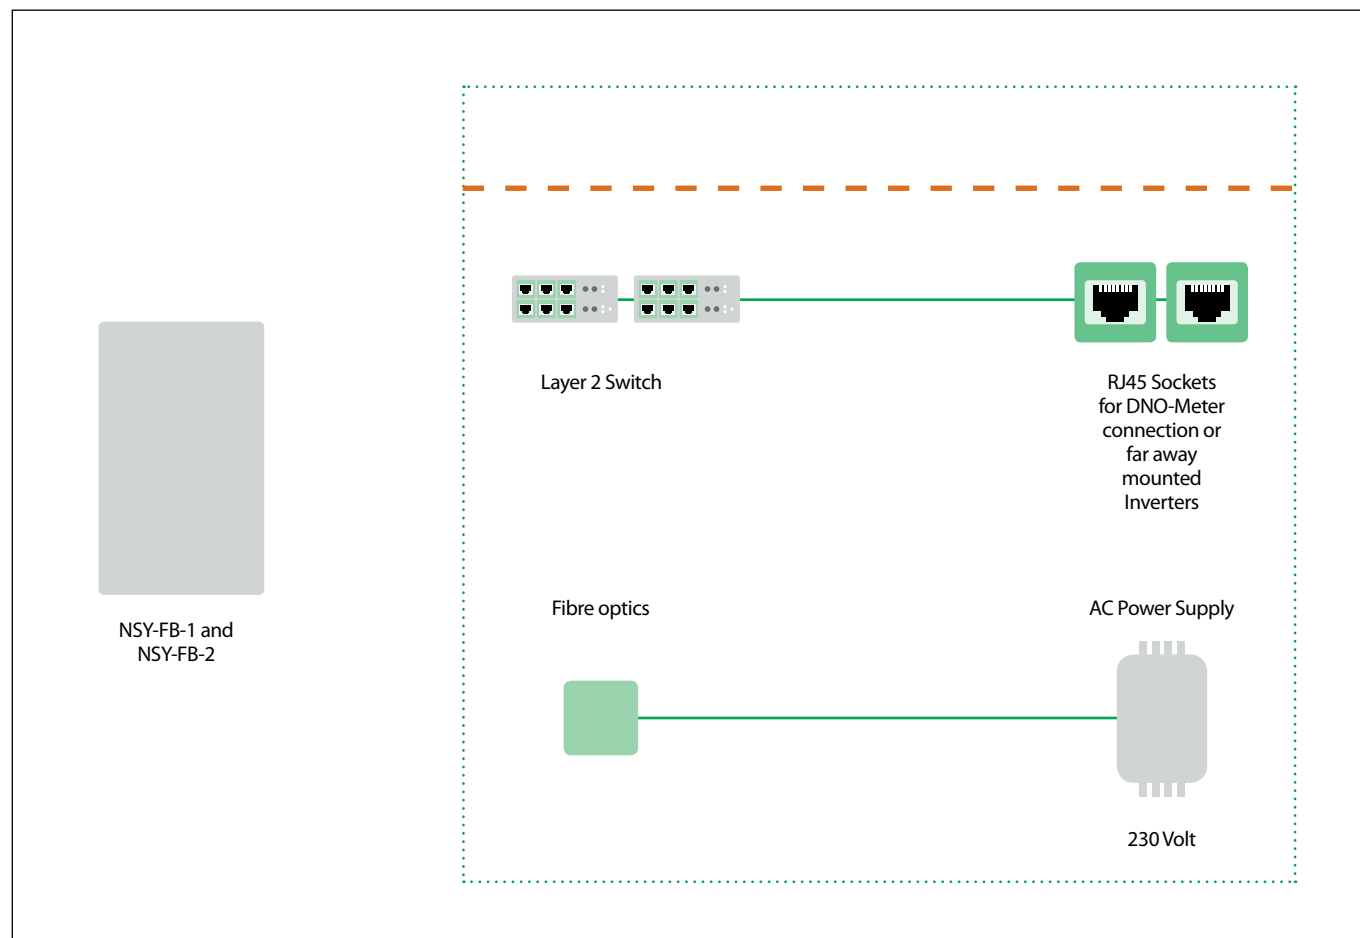 Layer 2 Switch
RJ45 Sockets
for DNO-Meter
connection or
far away
mounted
Inverters
NSY-FB-1 and
NSY-FB-2
Fibre optics
AC Power Supply
230 Volt